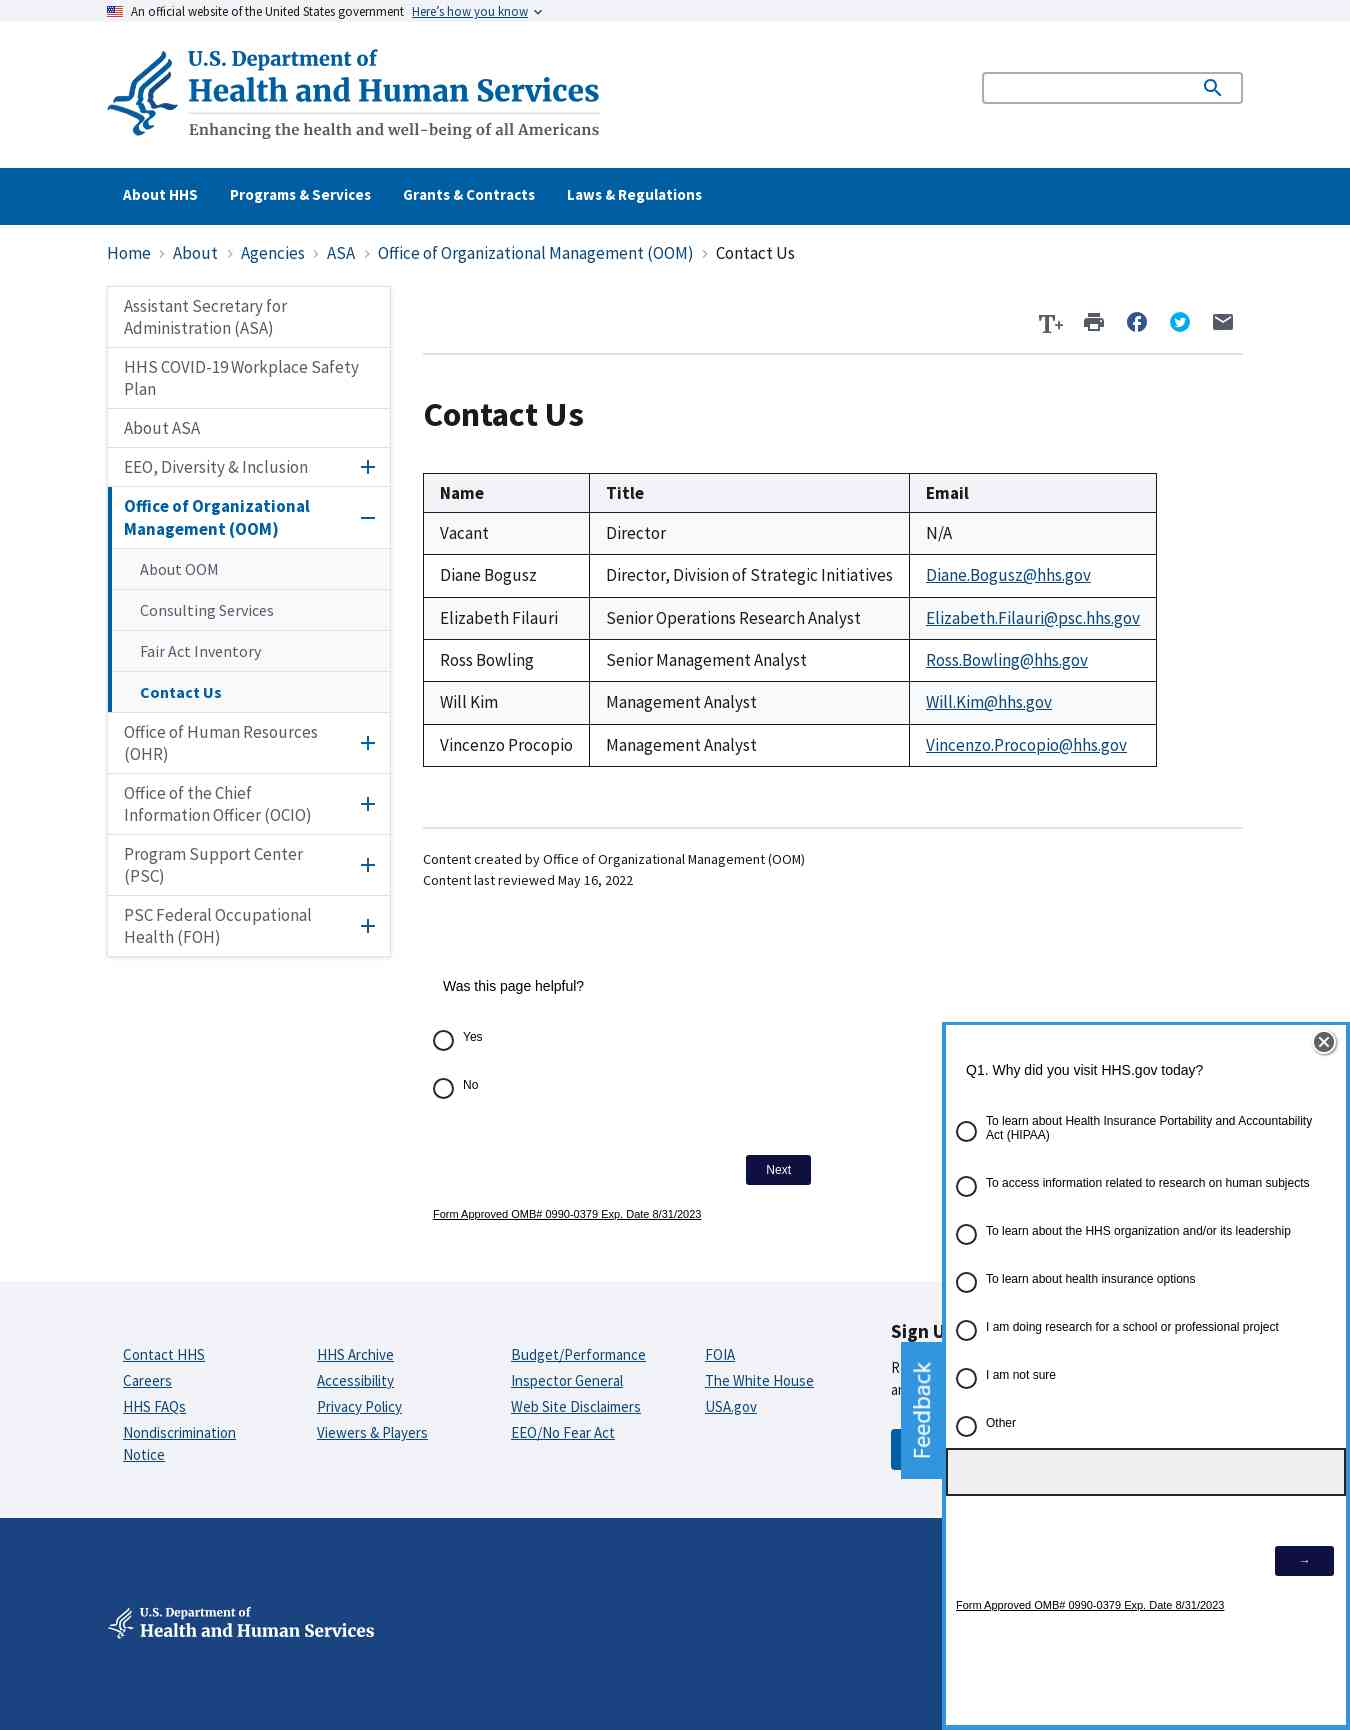 An official website of the United States government Here’s how you know
U.S. Department of
Health and Human Services
Enhancing the health and well-being of all Americans
About HHS Programs & Services Grants & Contracts Laws & Regulations
Home › About › Agencies › ASA › Office of Organizational Management (OOM) › Contact Us
Assistant Secretary for
Administration (ASA)
HHS COVID-19 Workplace Safety
Plan
About ASA
EEO, Diversity & Inclusion
Office of Organizational
Management (OOM)
About OOM
Consulting Services
Fair Act Inventory
Contact Us
Office of Human Resources
(OHR)
Office of the Chief
Information Officer (OCIO)
Program Support Center
(PSC)
PSC Federal Occupational
Health (FOH)
T+
Contact Us
Name Title Email
Vacant Director N/A
Diane Bogusz Director, Division of Strategic Initiatives Diane.Bogusz@hhs.gov
Elizabeth Filauri Senior Operations Research Analyst Elizabeth.Filauri@psc.hhs.gov
Ross Bowling Senior Management Analyst Ross.Bowling@hhs.gov
Will Kim Management Analyst Will.Kim@hhs.gov
Vincenzo Procopio Management Analyst Vincenzo.Procopio@hhs.gov
Content created by Office of Organizational Management (OOM)
Content last reviewed May 16, 2022
Was this page helpful?
Yes
No
Next
Form Approved OMB# 0990-0379 Exp. Date 8/31/2023
Q1. Why did you visit HHS.gov today?
To learn about Health Insurance Portability and Accountability
Act (HIPAA)
To access information related to research on human subjects
To learn about the HHS organization and/or its leadership
To learn about health insurance options
I am doing research for a school or professional project
I am not sure
Other
→
Form Approved OMB# 0990-0379 Exp. Date 8/31/2023
Feedback
Contact HHS
Careers
HHS FAQs
Nondiscrimination
Notice
HHS Archive
Accessibility
Privacy Policy
Viewers & Players
Budget/Performance
Inspector General
Web Site Disclaimers
EEO/No Fear Act
FOIA
The White House
USA.gov
Sign
U.S. Department of
Health and Human Services